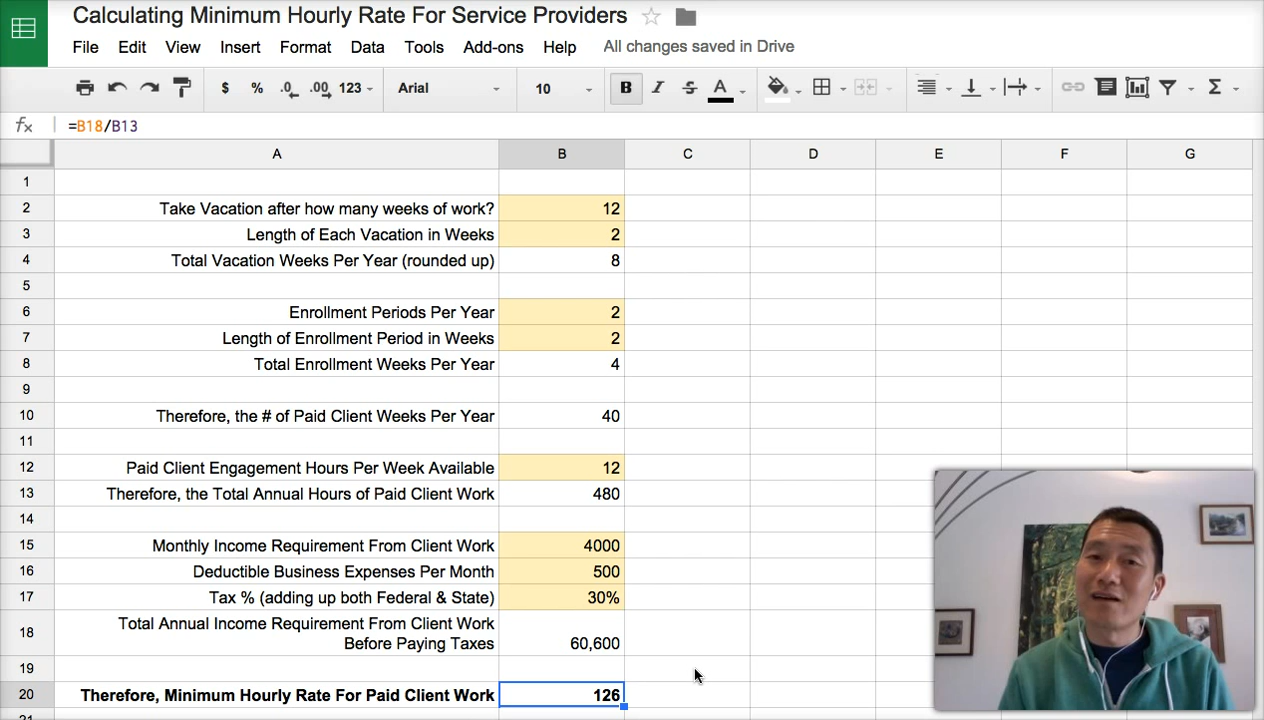 Calculating Minimum Hourly Rate For Service Providers
File Edit View Insert Format Data Tools Add-ons Help All changes saved in Drive
$ % .0 .00 123 Arial 10 B I S A Σ
fx =B18/B13
A B C D E F G
1
2 Take Vacation after how many weeks of work? 12
3 Length of Each Vacation in Weeks 2
4 Total Vacation Weeks Per Year (rounded up) 8
5
6 Enrollment Periods Per Year 2
7 Length of Enrollment Period in Weeks 2
8 Total Enrollment Weeks Per Year 4
9
10 Therefore, the # of Paid Client Weeks Per Year 40
11
12 Paid Client Engagement Hours Per Week Available 12
13 Therefore, the Total Annual Hours of Paid Client Work 480
14
15 Monthly Income Requirement From Client Work 4000
16 Deductible Business Expenses Per Month 500
17 Tax % (adding up both Federal & State) 30%
18 Total Annual Income Requirement From Client Work
Before Paying Taxes 60,600
19
20 Therefore, Minimum Hourly Rate For Paid Client Work 126
21